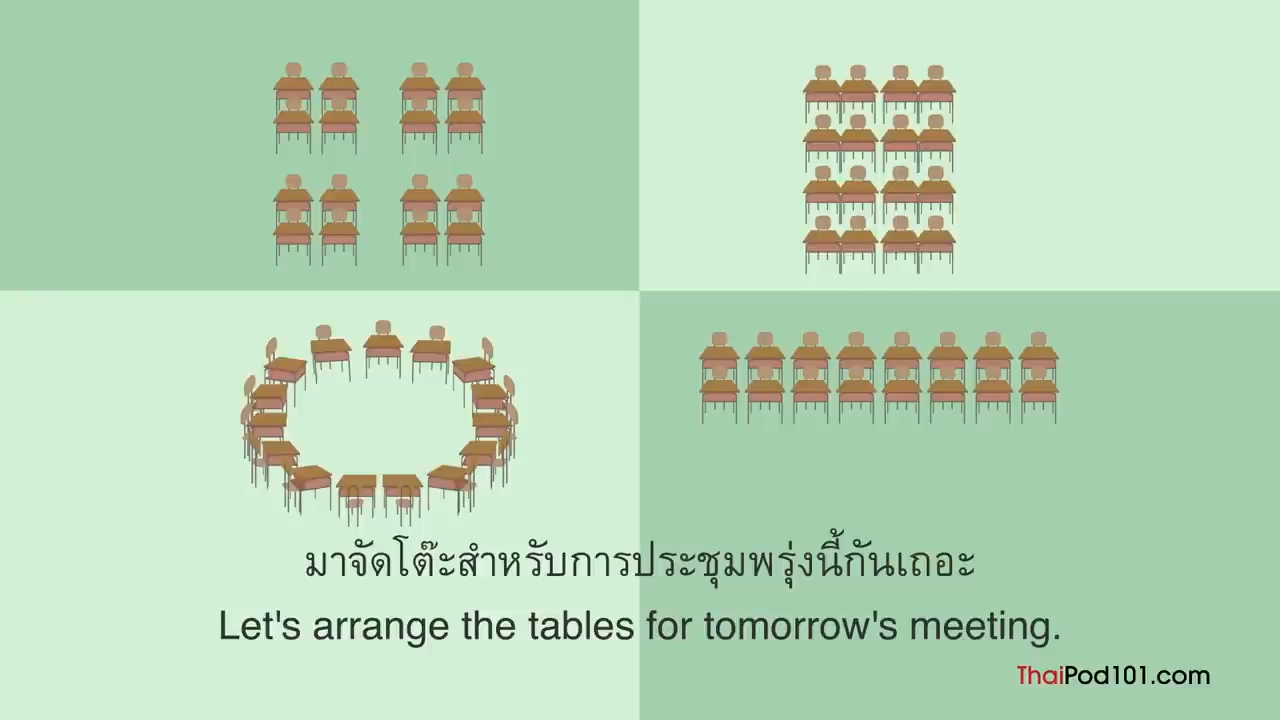 มาจัดโต๊ะสำหรับการประชุมพรุ่งนี้กันเถอะ
Let's arrange the tables for tomorrow's meeting.
ThaiPod101.com